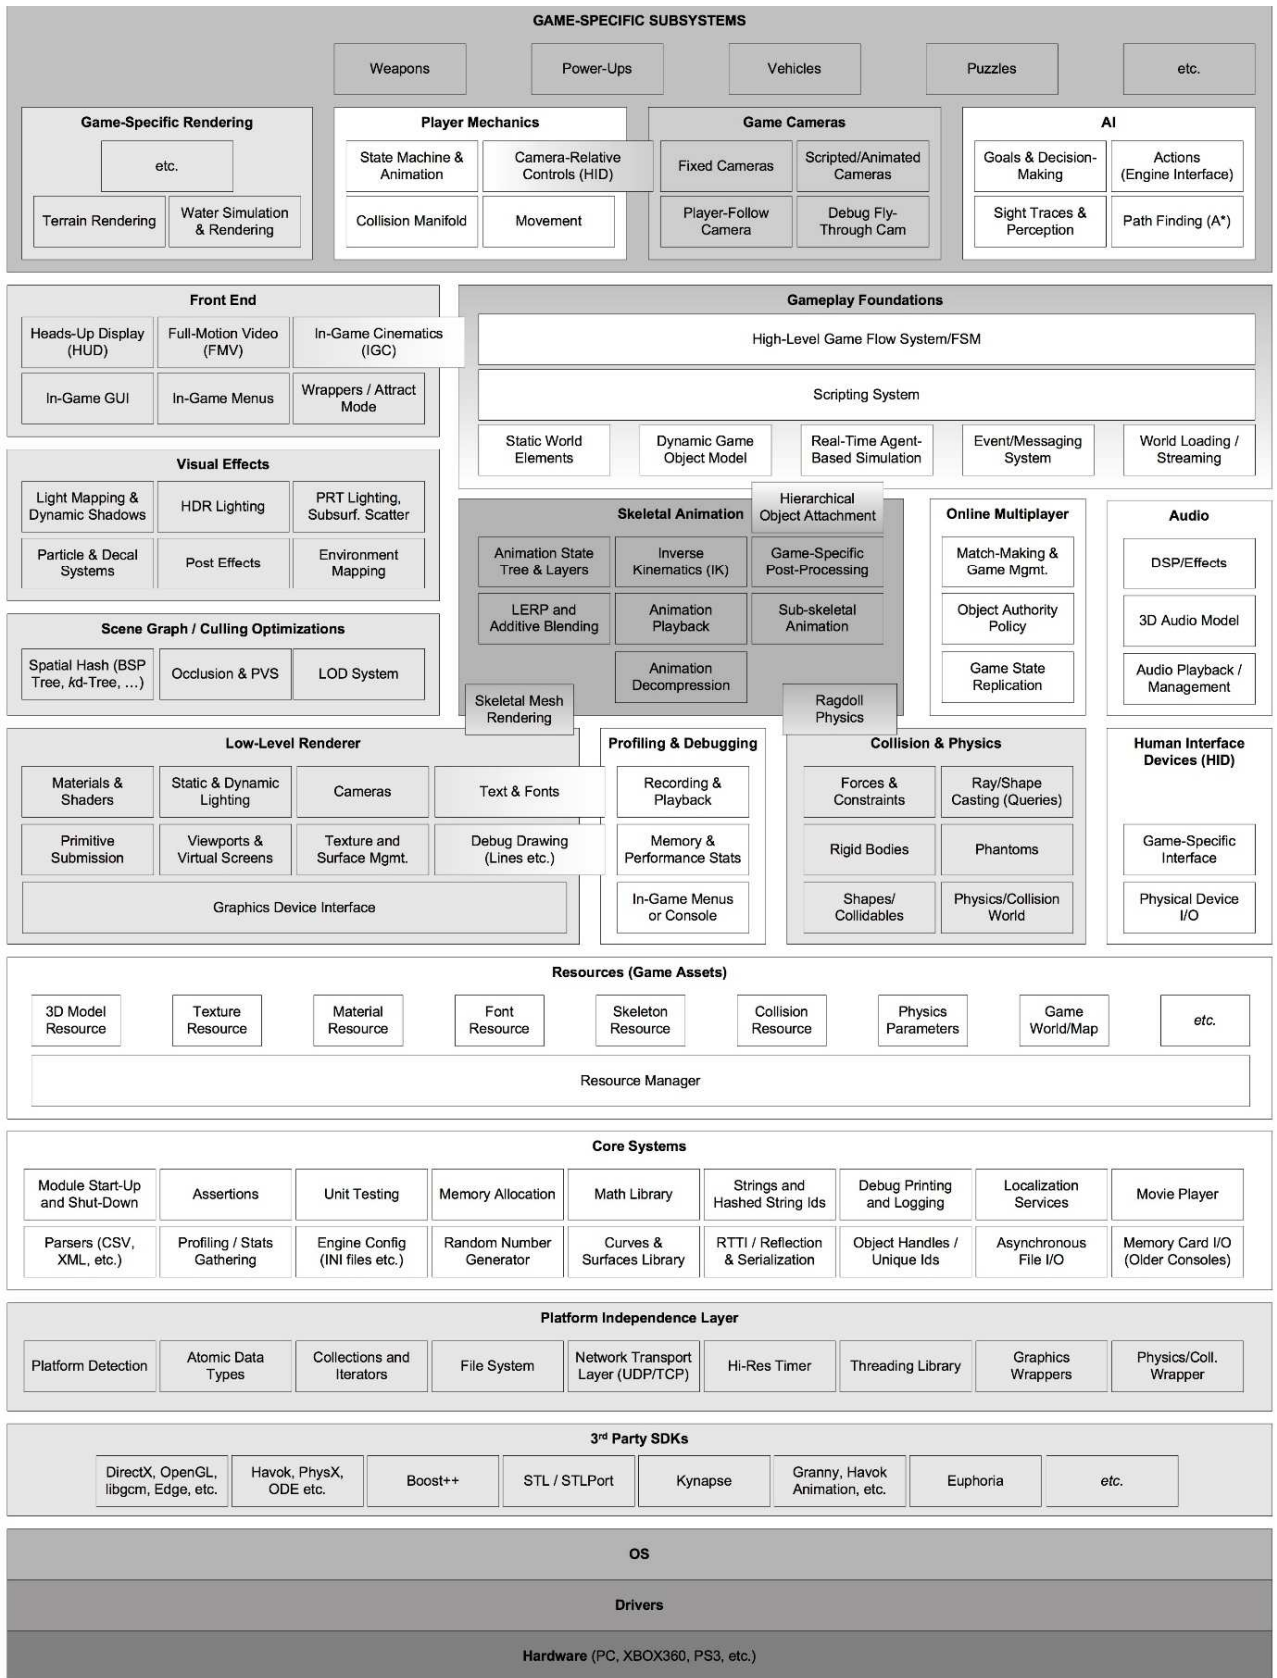 GAME-SPECIFIC SUBSYSTEMS
Weapons
Power-Ups
Vehicles
Puzzles
etc.
Game-Specific Rendering
etc.
Terrain Rendering
Water Simulation
& Rendering
Player Mechanics
State Machine &
Animation
Camera-Relative
Controls (HID)
Collision Manifold
Movement
Game Cameras
Fixed Cameras
Scripted/Animated
Cameras
Player-Follow
Camera
Debug Fly-
Through Cam
AI
Goals & Decision-
Making
Actions
(Engine Interface)
Sight Traces &
Perception
Path Finding (A*)
Front End
Heads-Up Display
(HUD)
Full-Motion Video
(FMV)
In-Game Cinematics
(IGC)
In-Game GUI
In-Game Menus
Wrappers / Attract
Mode
Gameplay Foundations
High-Level Game Flow System/FSM
Scripting System
Static World
Elements
Dynamic Game
Object Model
Real-Time Agent-
Based Simulation
Event/Messaging
System
World Loading /
Streaming
Visual Effects
Light Mapping &
Dynamic Shadows
HDR Lighting
PRT Lighting,
Subsurf. Scatter
Particle & Decal
Systems
Post Effects
Environment
Mapping
Skeletal Animation
Hierarchical
Object Attachment
Animation State
Tree & Layers
Inverse
Kinematics (IK)
Game-Specific
Post-Processing
LERP and
Additive Blending
Animation
Playback
Sub-skeletal
Animation
Animation
Decompression
Online Multiplayer
Match-Making &
Game Mgmt.
Object Authority
Policy
Game State
Replication
Audio
DSP/Effects
3D Audio Model
Audio Playback /
Management
Scene Graph / Culling Optimizations
Spatial Hash (BSP
Tree, kd-Tree, …)
Occlusion & PVS
LOD System
Skeletal Mesh
Rendering
Ragdoll
Physics
Low-Level Renderer
Materials &
Shaders
Static & Dynamic
Lighting
Cameras
Text & Fonts
Primitive
Submission
Viewports &
Virtual Screens
Texture and
Surface Mgmt.
Debug Drawing
(Lines etc.)
Graphics Device Interface
Profiling & Debugging
Recording &
Playback
Memory &
Performance Stats
In-Game Menus
or Console
Collision & Physics
Forces &
Constraints
Ray/Shape
Casting (Queries)
Rigid Bodies
Phantoms
Shapes/
Collidables
Physics/Collision
World
Human Interface
Devices (HID)
Game-Specific
Interface
Physical Device
I/O
Resources (Game Assets)
3D Model
Resource
Texture
Resource
Material
Resource
Font
Resource
Skeleton
Resource
Collision
Resource
Physics
Parameters
Game
World/Map
etc.
Resource Manager
Core Systems
Module Start-Up
and Shut-Down
Assertions
Unit Testing
Memory Allocation
Math Library
Strings and
Hashed String Ids
Debug Printing
and Logging
Localization
Services
Movie Player
Parsers (CSV,
XML, etc.)
Profiling / Stats
Gathering
Engine Config
(INI files etc.)
Random Number
Generator
Curves &
Surfaces Library
RTTI / Reflection
& Serialization
Object Handles /
Unique Ids
Asynchronous
File I/O
Memory Card I/O
(Older Consoles)
Platform Independence Layer
Platform Detection
Atomic Data
Types
Collections and
Iterators
File System
Network Transport
Layer (UDP/TCP)
Hi-Res Timer
Threading Library
Graphics
Wrappers
Physics/Coll.
Wrapper
3rd Party SDKs
DirectX, OpenGL,
libgcm, Edge, etc.
Havok, PhysX,
ODE etc.
Boost++
STL / STLPort
Kynapse
Granny, Havok
Animation, etc.
Euphoria
etc.
OS
Drivers
Hardware (PC, XBOX360, PS3, etc.)